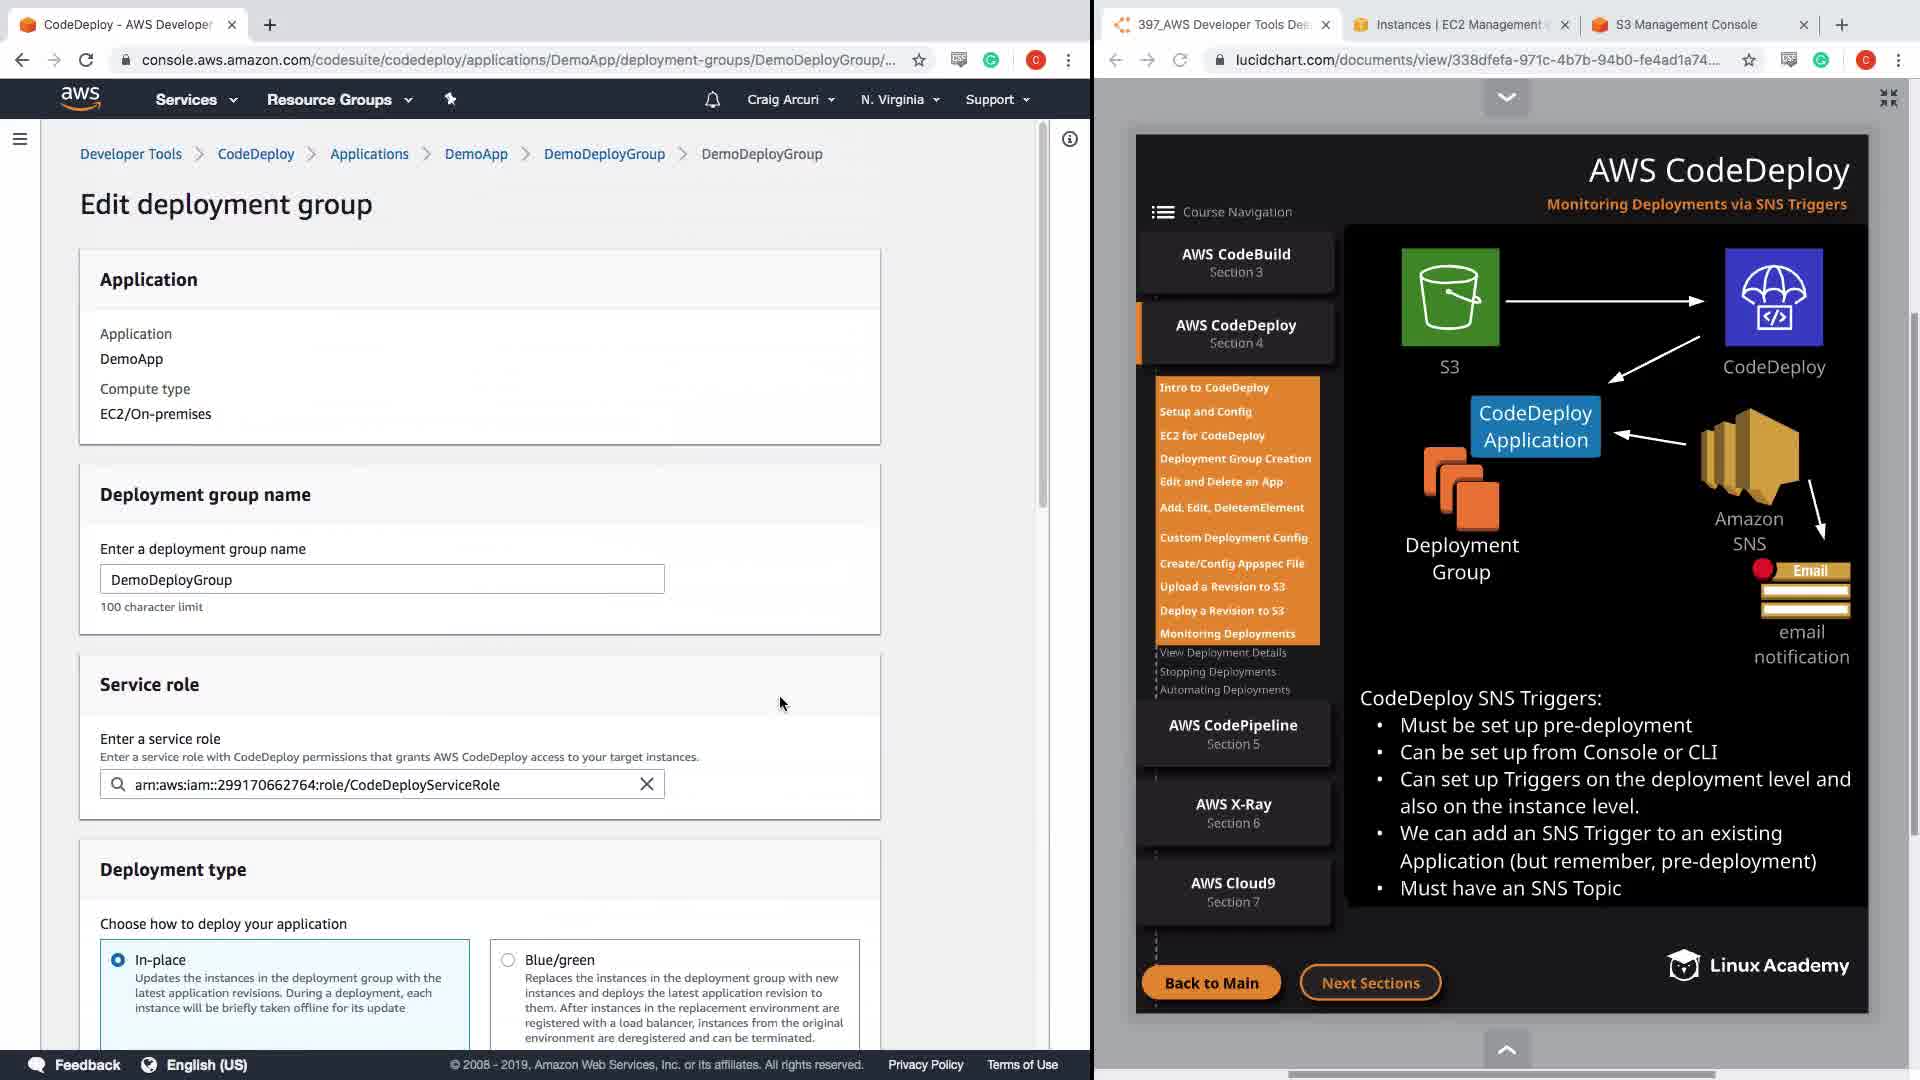 CodeDeploy - AWS Developer
console.aws.amazon.com/codesuite/codedeploy/applications/DemoApp/deployment-groups/DemoDeployGroup/...
C
aws
Services
Resource Groups
Craig Arcuri
N. Virginia
Support
Developer Tools
CodeDeploy
Applications
DemoApp
DemoDeployGroup
DemoDeployGroup
Edit deployment group
Application
Application
DemoApp
Compute type
EC2/On-premises
Deployment group name
Enter a deployment group name
DemoDeployGroup
100 character limit
Service role
Enter a service role
Enter a service role with CodeDeploy permissions that grants AWS CodeDeploy access to your target instances.
arn:aws:iam::299170662764:role/CodeDeployServiceRole
Deployment type
Choose how to deploy your application
In-place
Updates the instances in the deployment group with the
latest application revisions. During a deployment, each
instance will be briefly taken offline for its update
Blue/green
Replaces the instances in the deployment group with new
instances and deploys the latest application revision to
them. After instances in the replacement environment are
registered with a load balancer, instances from the original
environment are deregistered and can be terminated.
Feedback
English (US)
© 2008 - 2019, Amazon Web Services, Inc. or its affiliates. All rights reserved.
Privacy Policy
Terms of Use
397_AWS Developer Tools De
Instances | EC2 Management
S3 Management Console
lucidchart.com/documents/view/338dfefa-971c-4b7b-94b0-fe4ad1a74...
C
AWS CodeDeploy
Monitoring Deployments via SNS Triggers
Course Navigation
AWS CodeBuild
Section 3
AWS CodeDeploy
Section 4
Intro to CodeDeploy
Setup and Config
EC2 for CodeDeploy
Deployment Group Creation
Edit and Delete an App
Add, Edit, DeletemElement
Custom Deployment Config
Create/Config Appspec File
Upload a Revision to S3
Deploy a Revision to S3
Monitoring Deployments
View Deployment Details
Stopping Deployments
Automating Deployments
AWS CodePipeline
Section 5
AWS X-Ray
Section 6
AWS Cloud9
Section 7
Back to Main
Next Sections
S3
CodeDeploy
CodeDeploy
Application
Deployment
Group
Amazon
SNS
Email
email
notification
CodeDeploy SNS Triggers:
• Must be set up pre-deployment
• Can be set up from Console or CLI
• Can set up Triggers on the deployment level and
also on the instance level.
• We can add an SNS Trigger to an existing
Application (but remember, pre-deployment)
• Must have an SNS Topic
Linux Academy